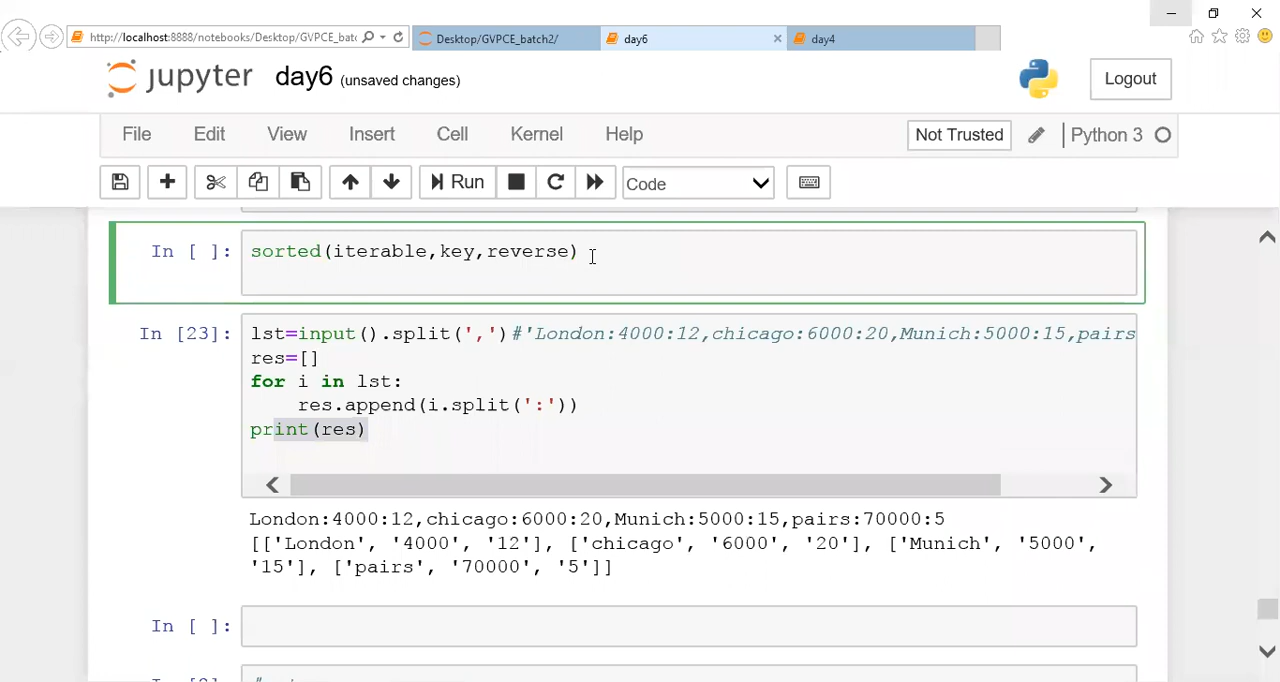 http://localhost:8888/notebooks/Desktop/GVPCE_batc
Desktop/GVPCE_batch2/
day6
day4
jupyter day6 (unsaved changes)
Logout
File Edit View Insert Cell Kernel Help
Not Trusted
Python 3
Run
Code
In [ ]: sorted(iterable,key,reverse)
In [23]: lst=input().split(',')#'London:4000:12,chicago:6000:20,Munich:5000:15,pairs
res=[]
for i in lst:
    res.append(i.split(':'))
print(res)
London:4000:12,chicago:6000:20,Munich:5000:15,pairs:70000:5
[['London', '4000', '12'], ['chicago', '6000', '20'], ['Munich', '5000',
'15'], ['pairs', '70000', '5']]
In [ ]: